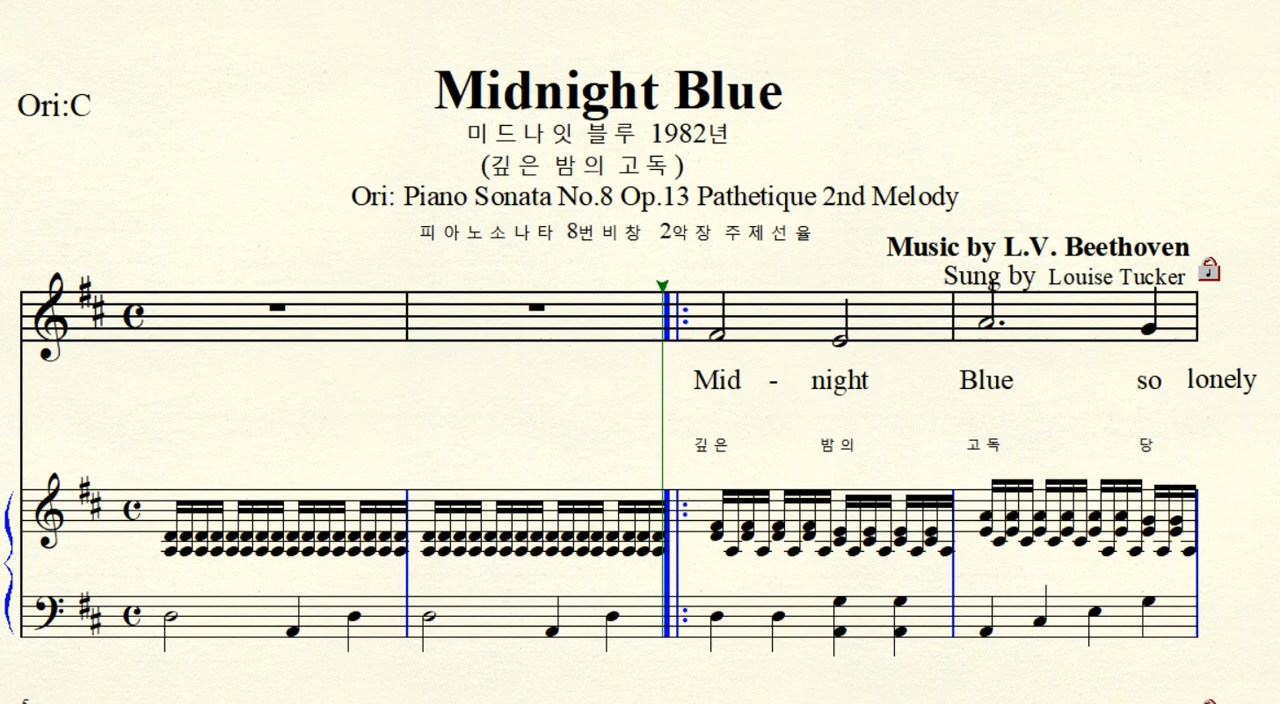 Midnight Blue
Ori:C
미드나잇 블루 1982년
(깊은 밤의 고독)
Ori: Piano Sonata No.8 Op.13 Pathetique 2nd Melody
피아노소나타 8번비창 2악장 주제선율
Music by L.V. Beethoven
Sung by Louise Tucker
Mid - night Blue so lonely
깊은 밤의 고독 당
5